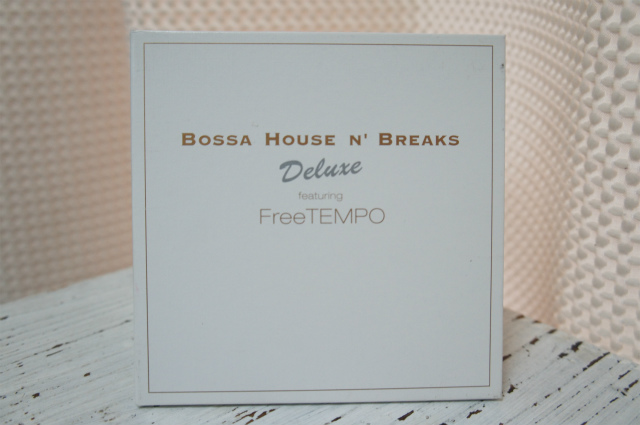 Bossa House n' Breaks
Deluxe
featuring
FreeTEMPO